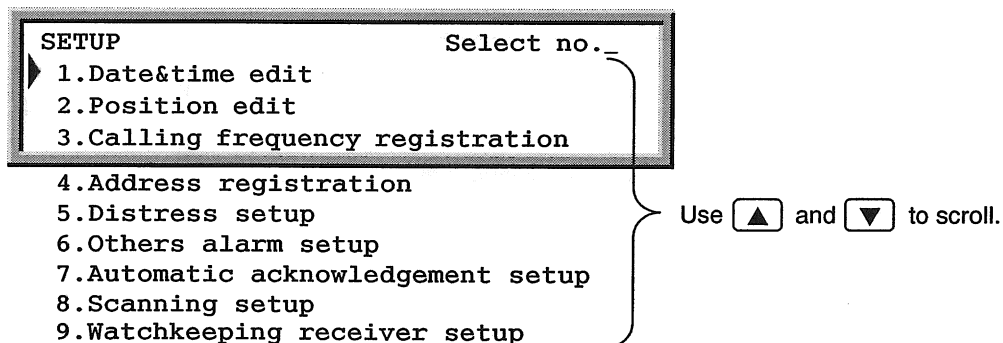 SETUP Select no._
1.Date&time edit
2.Position edit
3.Calling frequency registration
4.Address registration
5.Distress setup
6.Others alarm setup
7.Automatic acknowledgement setup
8.Scanning setup
9.Watchkeeping receiver setup
Use ▲ and ▼ to scroll.